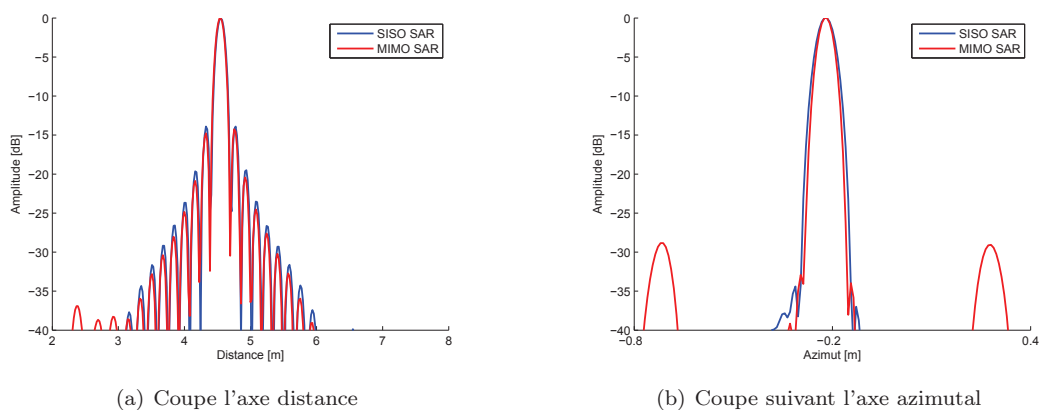 0
−5
−10
−15
−20
−25
−30
−35
−40
Amplitude [dB]
2
3
4
5
6
7
8
Distance [m]
SISO SAR
MIMO SAR
(a) Coupe l'axe distance
0
−5
−10
−15
−20
−25
−30
−35
−40
Amplitude [dB]
−0.8
−0.2
0.4
Azimut [m]
SISO SAR
MIMO SAR
(b) Coupe suivant l'axe azimutal